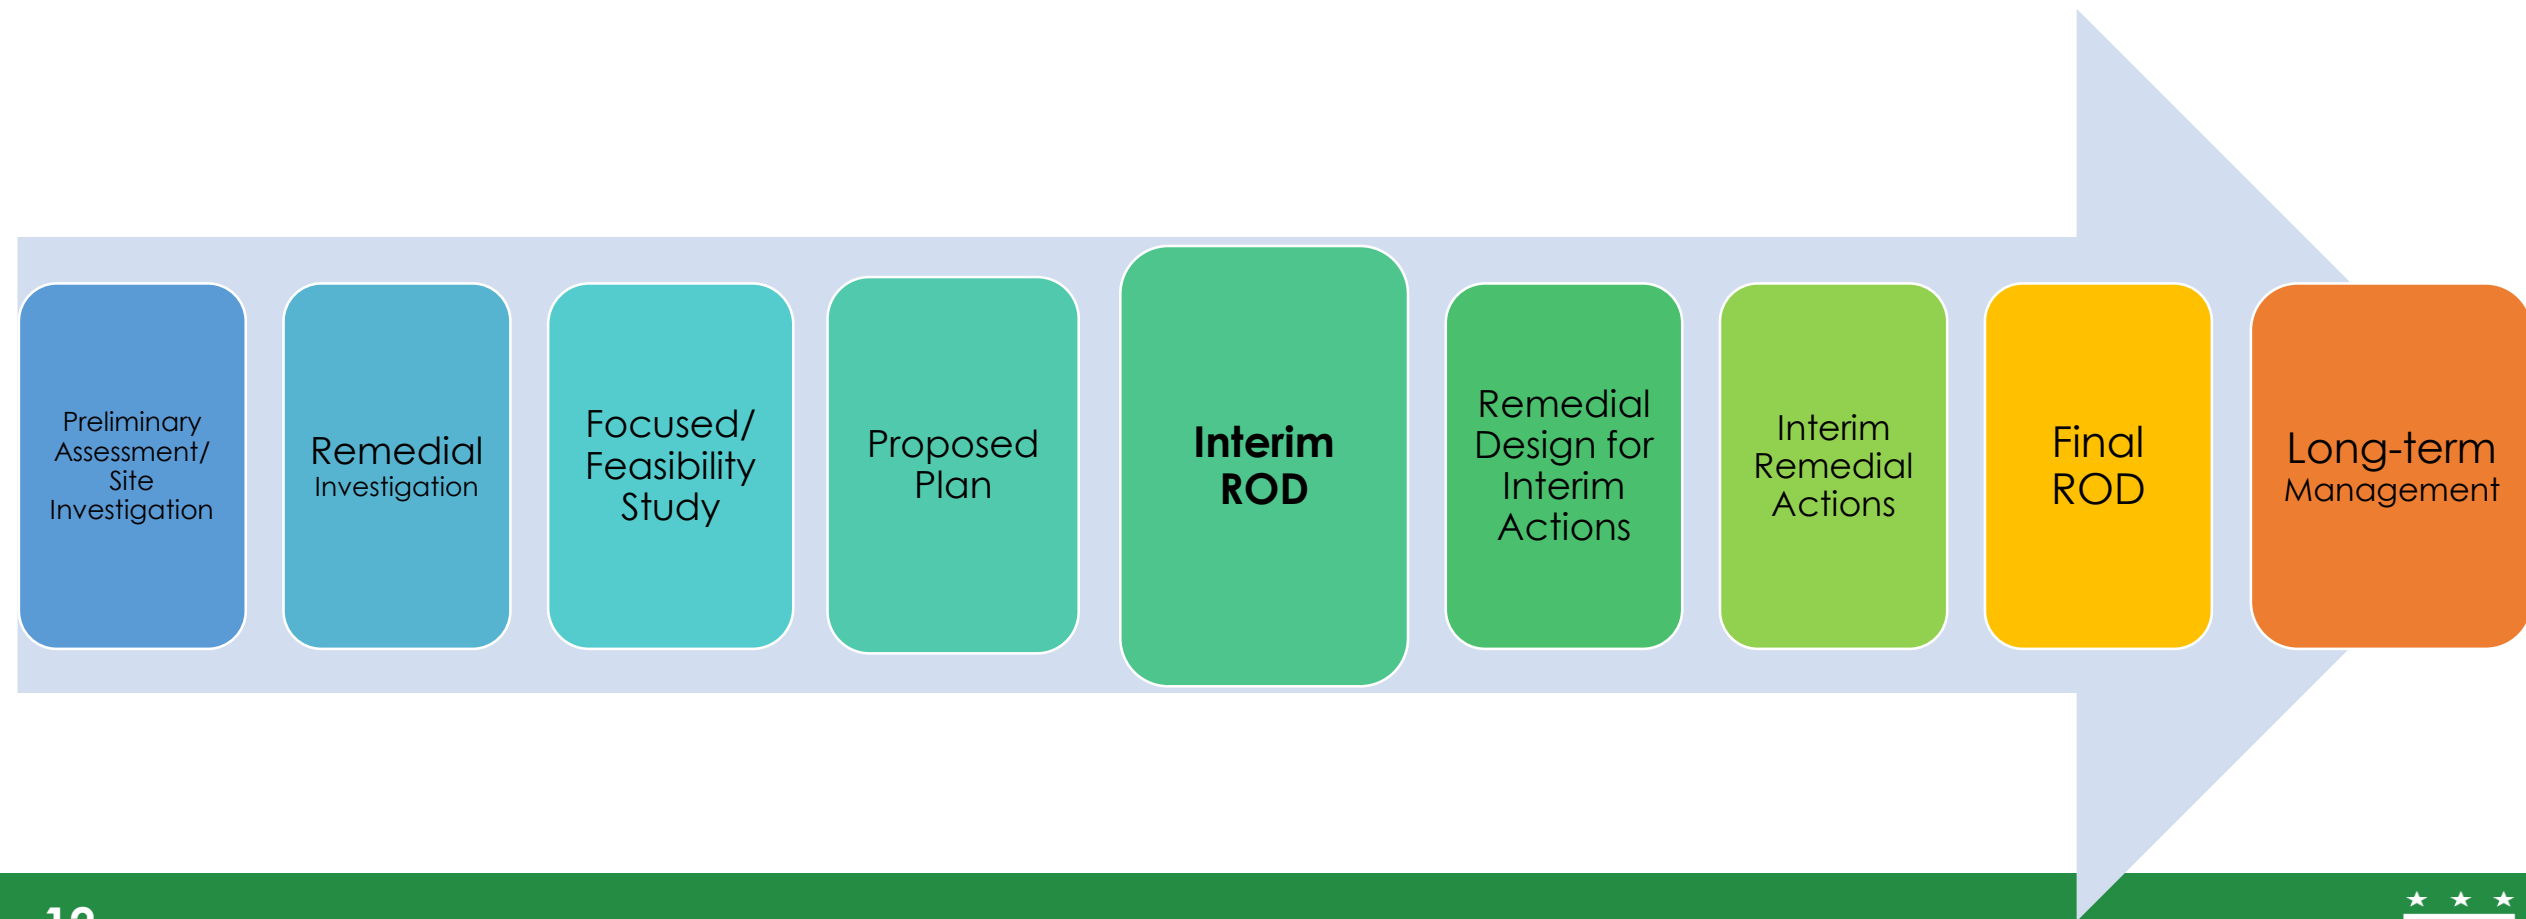 Preliminary
Assessment/
Site
Investigation
Remedial
Investigation
Focused/
Feasibility
Study
Proposed
Plan
Interim
ROD
Remedial
Design for
Interim
Actions
Interim
Remedial
Actions
Final
ROD
Long-term
Management